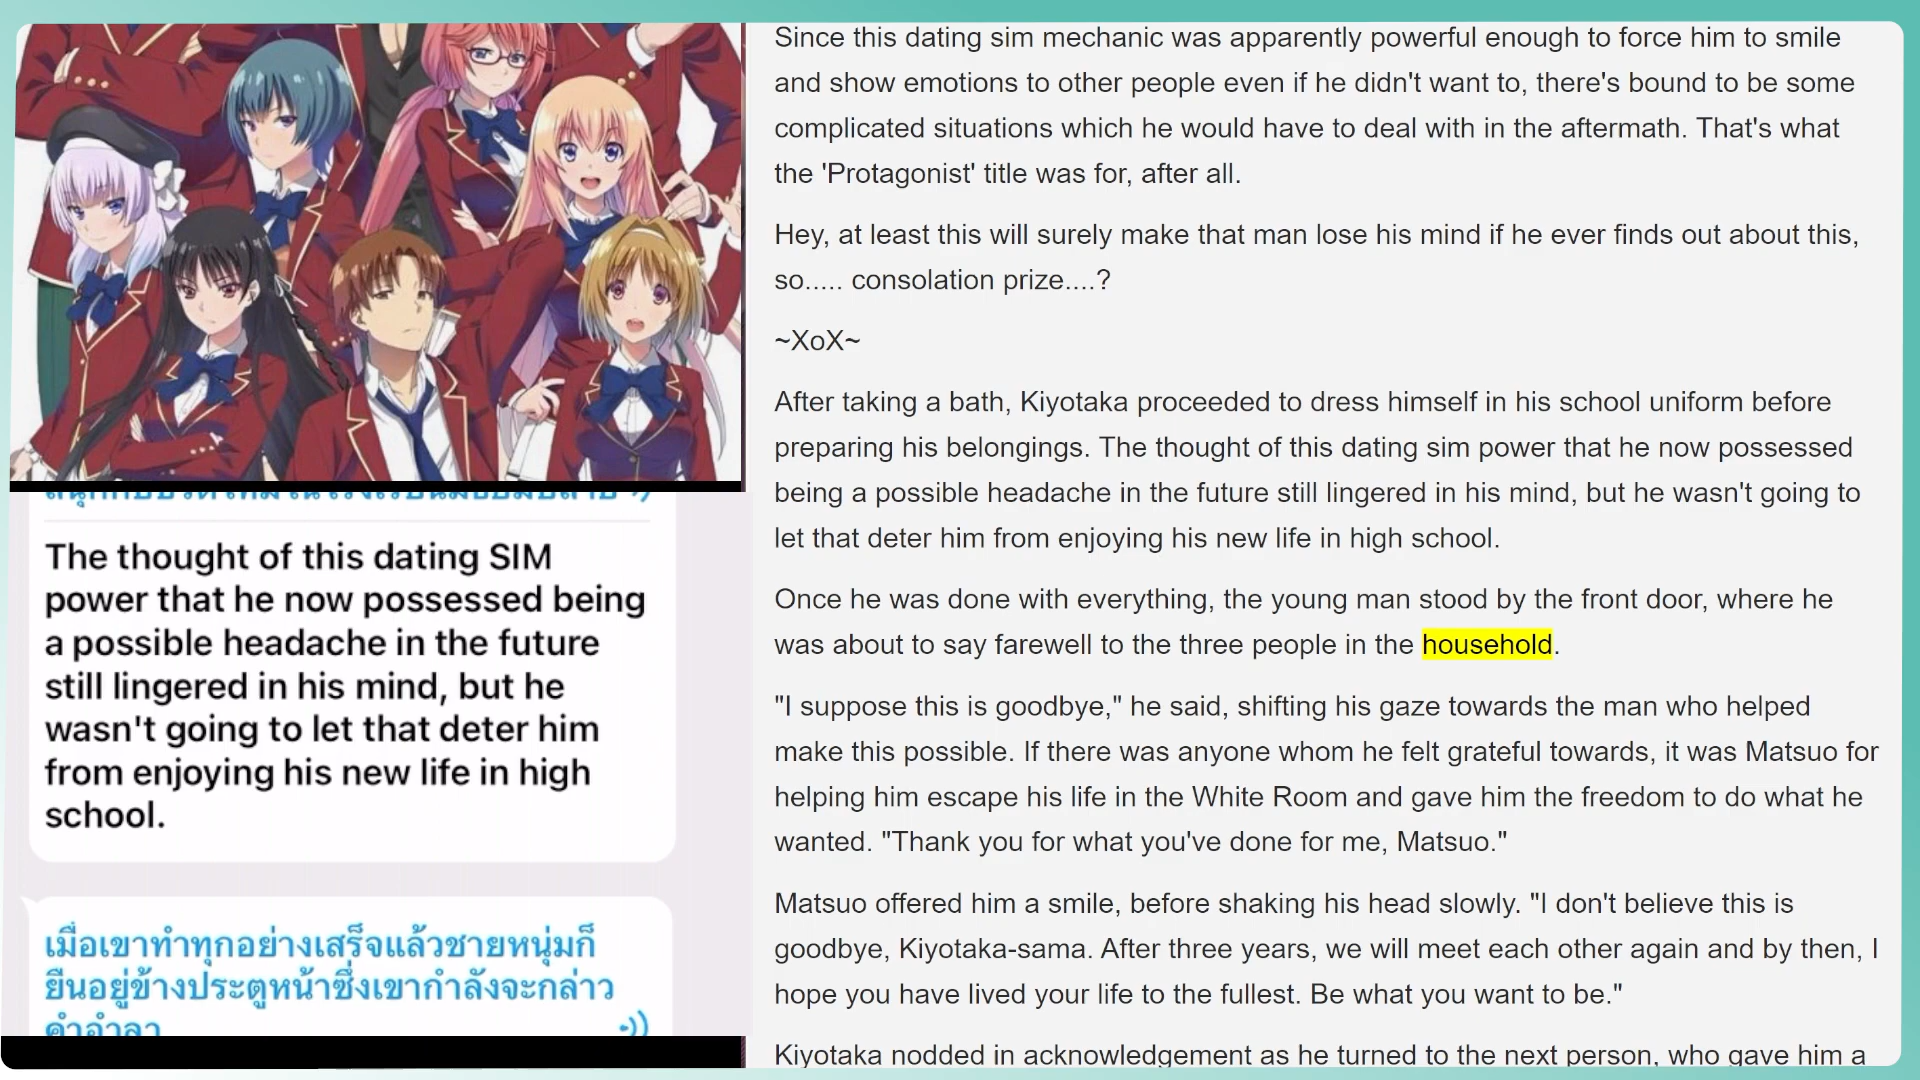 The thought of this dating SIM
power that he now possessed being
a possible headache in the future
still lingered in his mind, but he
wasn't going to let that deter him
from enjoying his new life in high
school.
เมื่อเขาทำทุกอย่างเสร็จแล้วชายหนุ่มก็
ยืนอยู่ข้างประตูหน้าซึ่งเขากำลังจะกล่าว
คำอำลา
Since this dating sim mechanic was apparently powerful enough to force him to smile
and show emotions to other people even if he didn't want to, there's bound to be some
complicated situations which he would have to deal with in the aftermath. That's what
the 'Protagonist' title was for, after all.
Hey, at least this will surely make that man lose his mind if he ever finds out about this,
so..... consolation prize....?
~XoX~
After taking a bath, Kiyotaka proceeded to dress himself in his school uniform before
preparing his belongings. The thought of this dating sim power that he now possessed
being a possible headache in the future still lingered in his mind, but he wasn't going to
let that deter him from enjoying his new life in high school.
Once he was done with everything, the young man stood by the front door, where he
was about to say farewell to the three people in the household.
"I suppose this is goodbye," he said, shifting his gaze towards the man who helped
make this possible. If there was anyone whom he felt grateful towards, it was Matsuo for
helping him escape his life in the White Room and gave him the freedom to do what he
wanted. "Thank you for what you've done for me, Matsuo."
Matsuo offered him a smile, before shaking his head slowly. "I don't believe this is
goodbye, Kiyotaka-sama. After three years, we will meet each other again and by then, I
hope you have lived your life to the fullest. Be what you want to be."
Kiyotaka nodded in acknowledgement as he turned to the next person, who gave him a